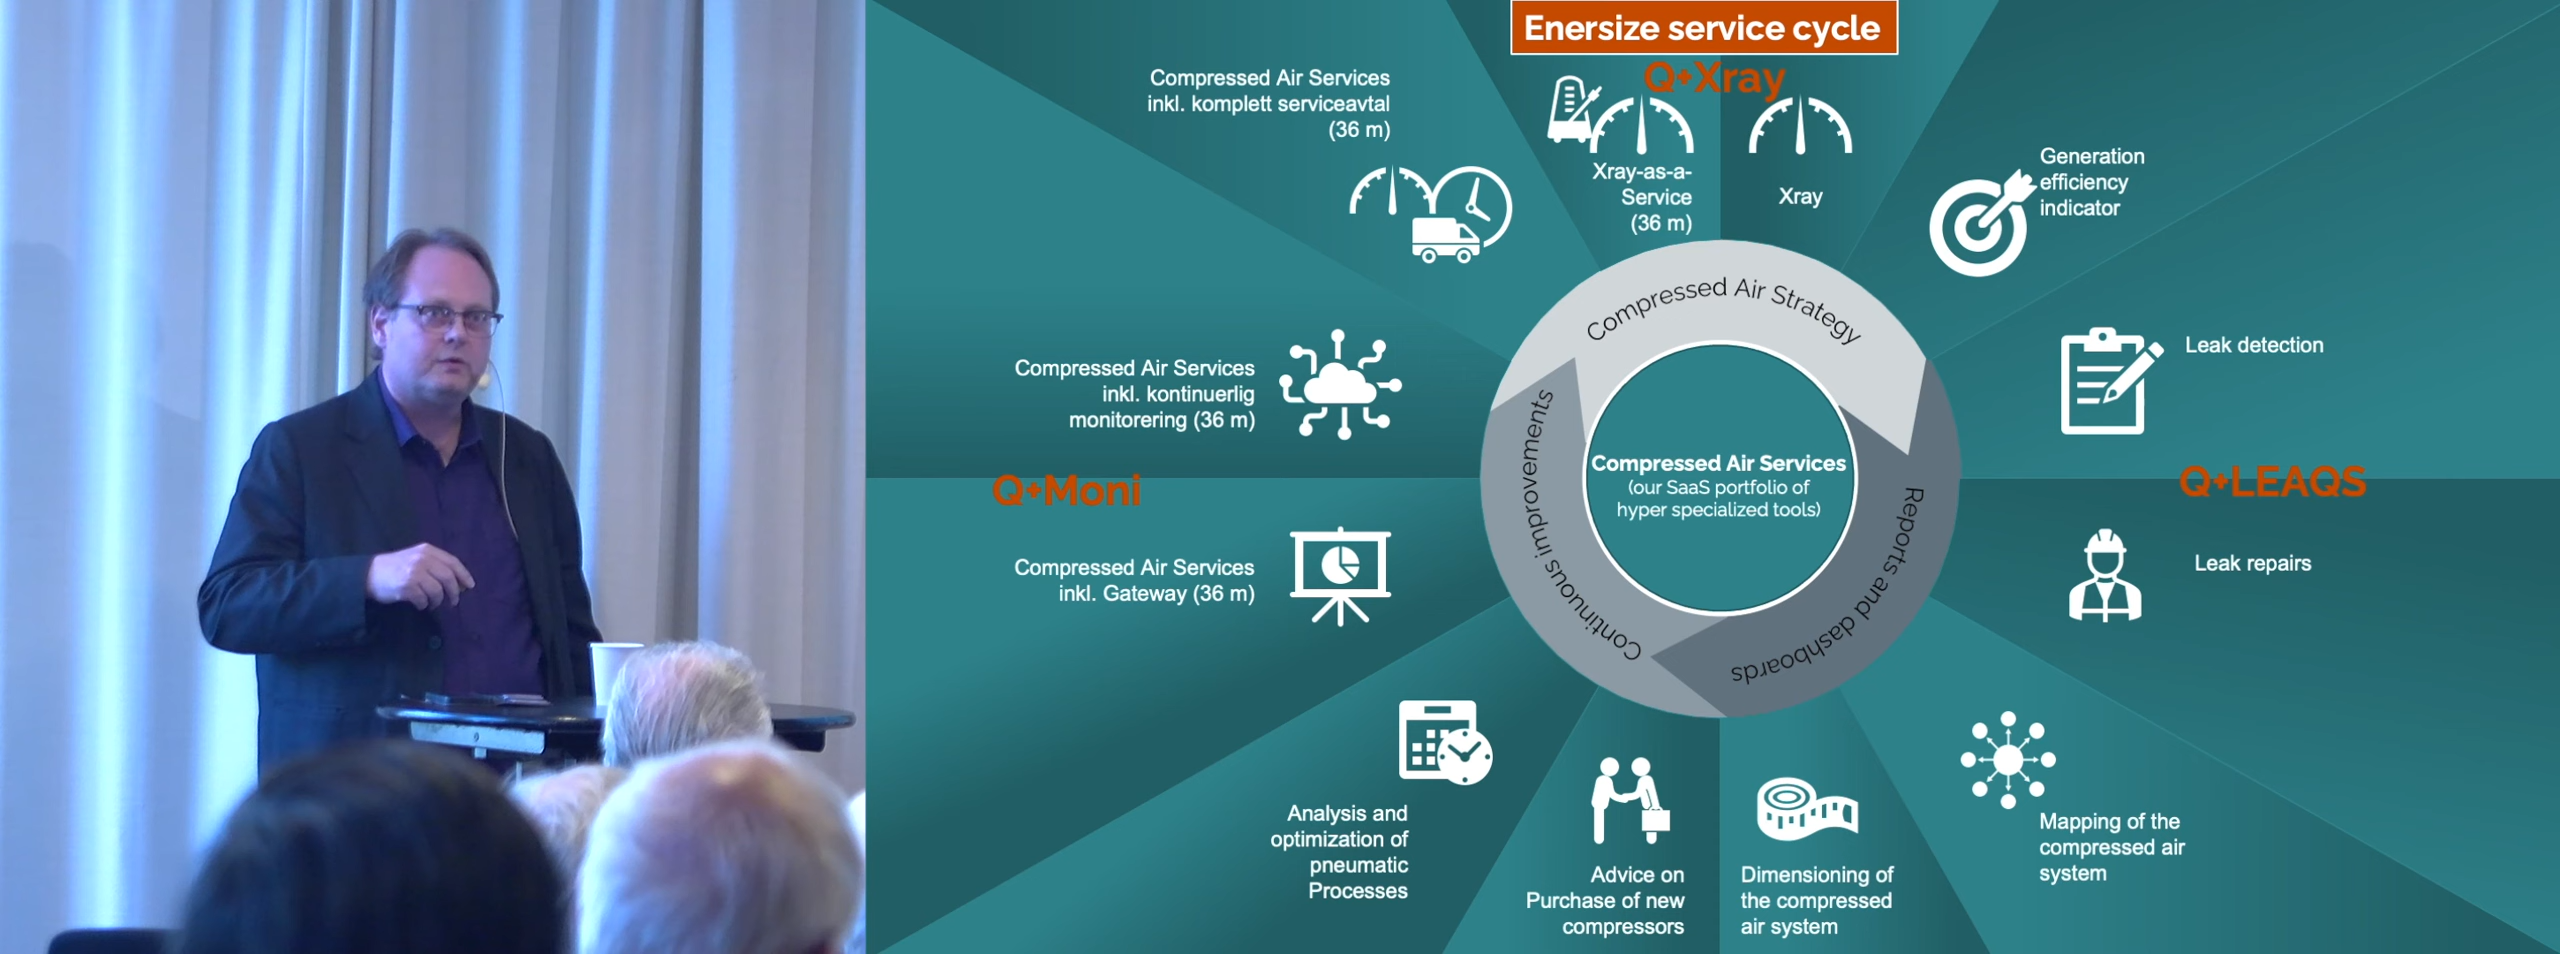 Enersize service cycle
Q+Xray
Compressed Air Services
inkl. komplett serviceavtal
(36 m)
Xray-as-a-
Service
(36 m)
Xray
Generation
efficiency
indicator
Leak detection
Q+LEAQS
Leak repairs
Mapping of the
compressed air
system
Dimensioning of
the compressed
air system
Advice on
Purchase of new
compressors
Analysis and
optimization of
pneumatic
Processes
Compressed Air Services
inkl. Gateway (36 m)
Q+Moni
Compressed Air Services
inkl. kontinuerlig
monitorering (36 m)
Compressed Air Strategy
Reports and dashboards
Continuous improvements
Compressed Air Services
(our SaaS portfolio of
hyper specialized tools)